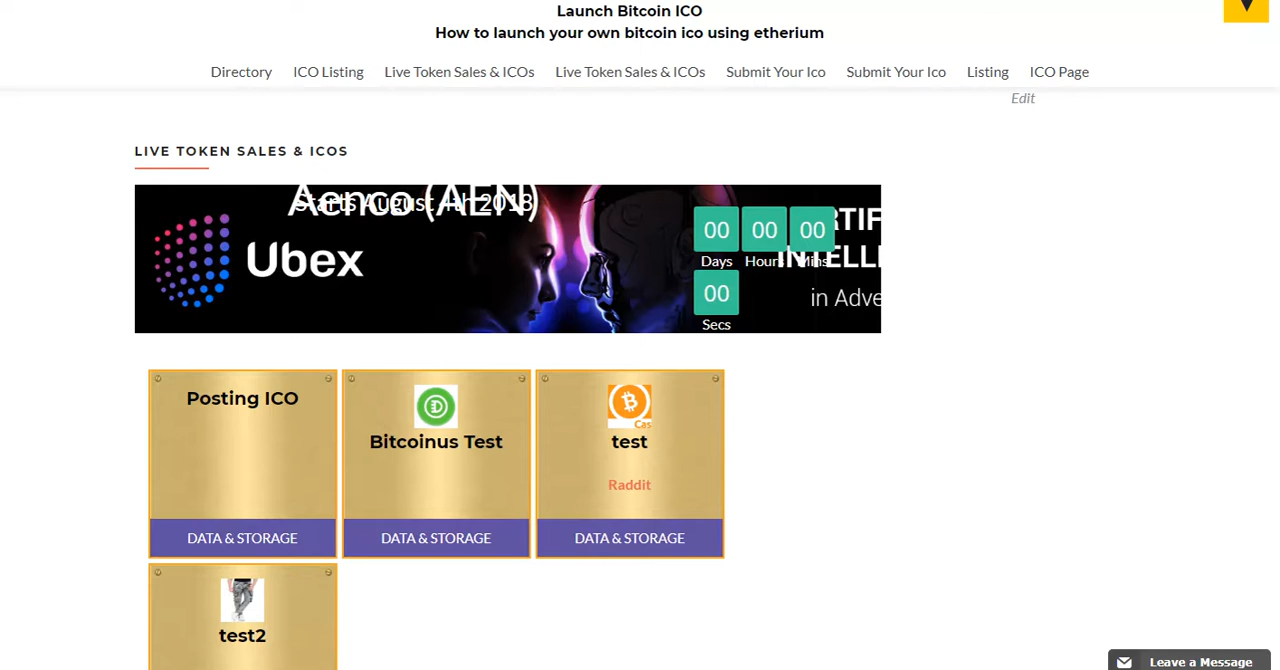 Launch Bitcoin ICO
How to launch your own bitcoin ico using etherium
Directory ICO Listing Live Token Sales & ICOs Live Token Sales & ICOs Submit Your Ico Submit Your Ico Listing ICO Page
Edit
LIVE TOKEN SALES & ICOS
Aenco (AEN)
Starts August 4th 2018
Ubex
00 00 00
Days Hours Mins
00
Secs
in Adve
Posting ICO
Bitcoinus Test
Cas
test
Raddit
DATA & STORAGE DATA & STORAGE DATA & STORAGE
test2
Leave a Message